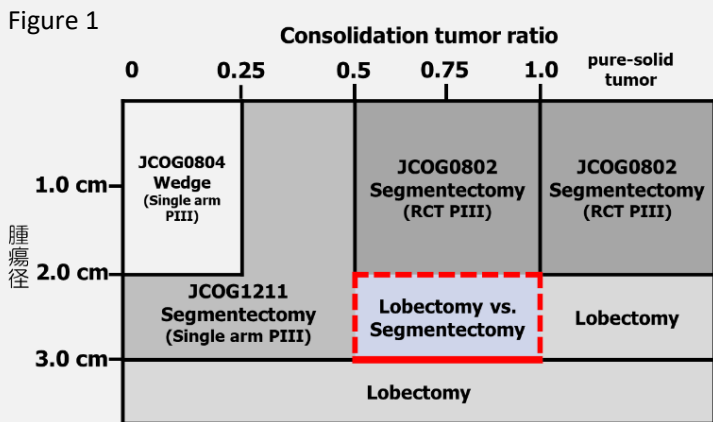 Figure 1
Consolidation tumor ratio
0
0.25
0.5
0.75
1.0
pure-solid
tumor
JCOG0804
Wedge
(Single arm
PIII)
JCOG0802
Segmentectomy
(RCT PIII)
JCOG0802
Segmentectomy
(RCT PIII)
1.0 cm
腫瘍径
2.0 cm
JCOG1211
Segmentectomy
(Single arm PIII)
Lobectomy vs.
Segmentectomy
Lobectomy
3.0 cm
Lobectomy